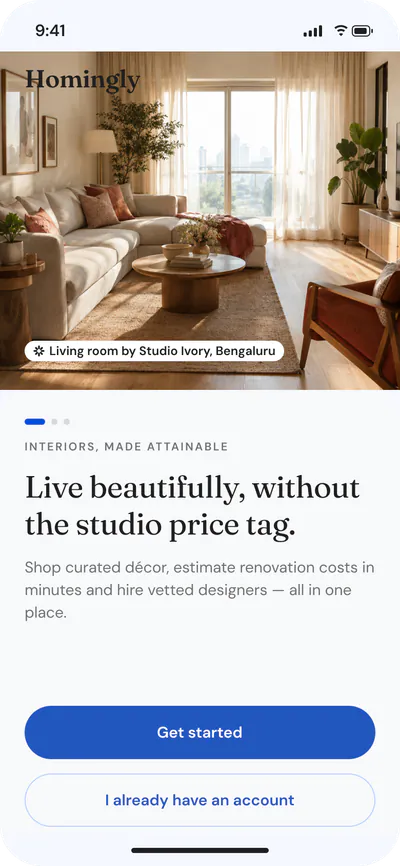 9:41
Homingly
Living room by Studio Ivory, Bengaluru
INTERIORS, MADE ATTAINABLE
Live beautifully, without
the studio price tag.
Shop curated décor, estimate renovation costs in
minutes and hire vetted designers — all in one
place.
Get started
I already have an account